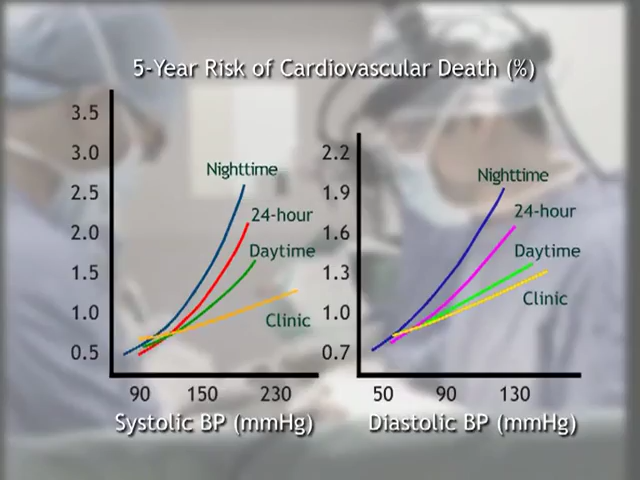 5-Year Risk of Cardiovascular Death (%)
3.5
3.0
2.5
2.0
1.5
1.0
0.5
Nighttime
24-hour
Daytime
Clinic
90 150 230
Systolic BP (mmHg)
2.2
1.9
1.6
1.3
1.0
0.7
Nighttime
24-hour
Daytime
Clinic
50 90 130
Diastolic BP (mmHg)